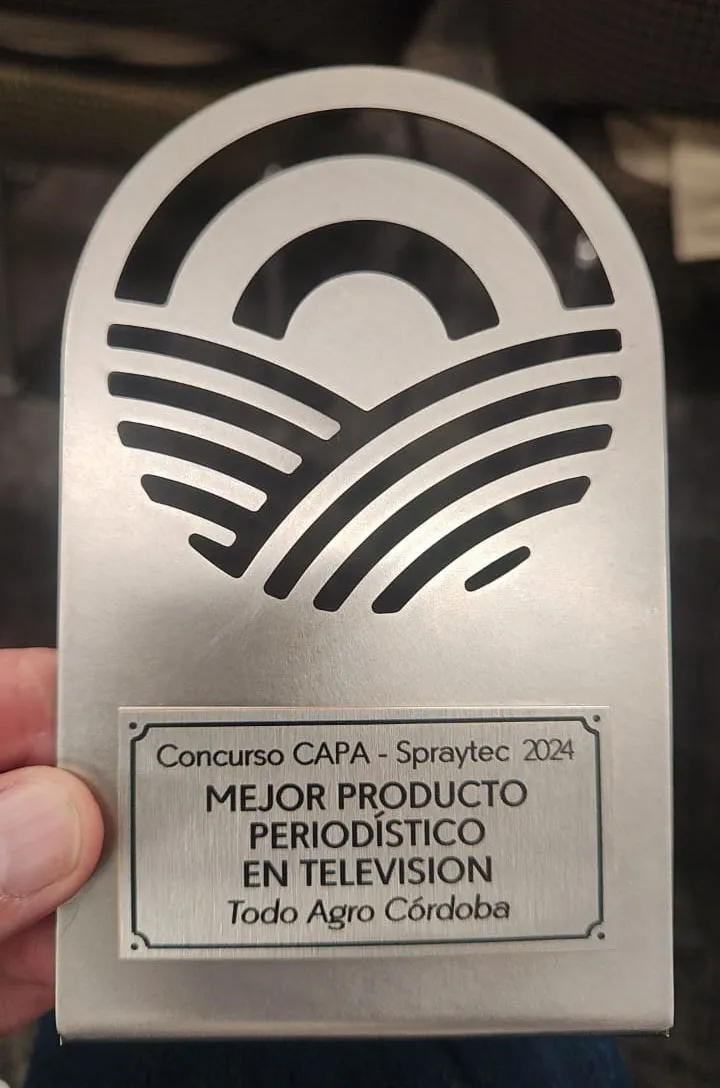 Concurso CAPA - Spraytec 2024
MEJOR PRODUCTO
PERIODÍSTICO
EN TELEVISION
Todo Agro Córdoba